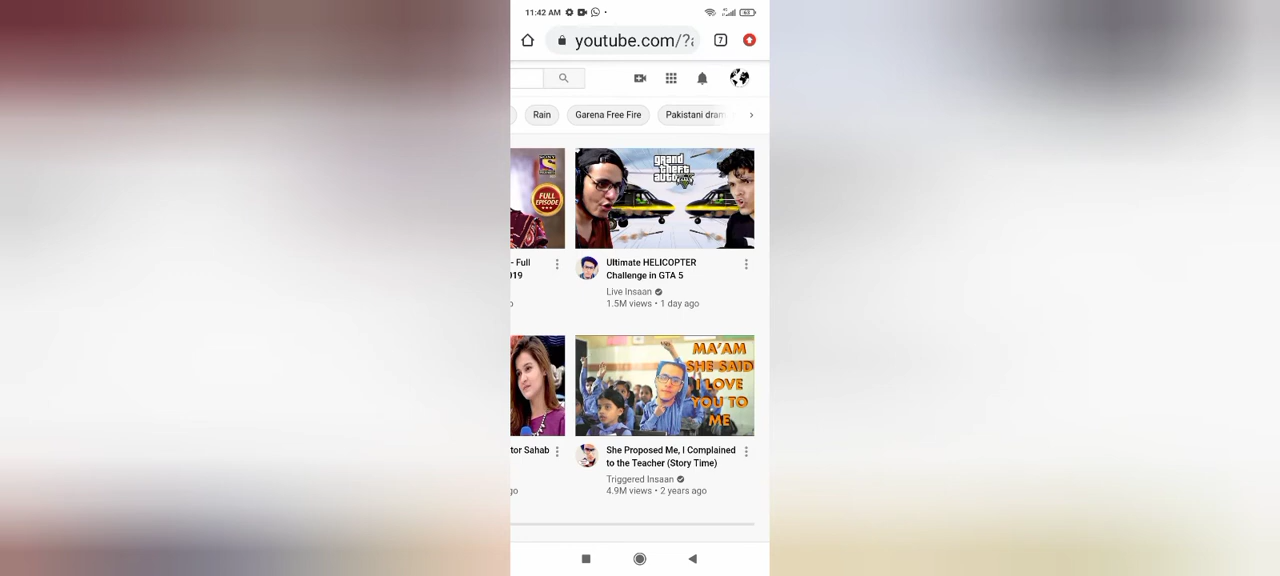 11:42 AM
63
youtube.com/?a
7
Rain
Garena Free Fire
Pakistani dram
SONY
FULL
EPISODE
grand
theft
auto
- Full
019
Ultimate HELICOPTER
Challenge in GTA 5
Live Insaan
1.5M views • 1 day ago
MA'AM
SHE SAID
I LOVE
YOU TO
ME
tor Sahab
go
She Proposed Me, I Complained
to the Teacher (Story Time)
Triggered Insaan
4.9M views • 2 years ago